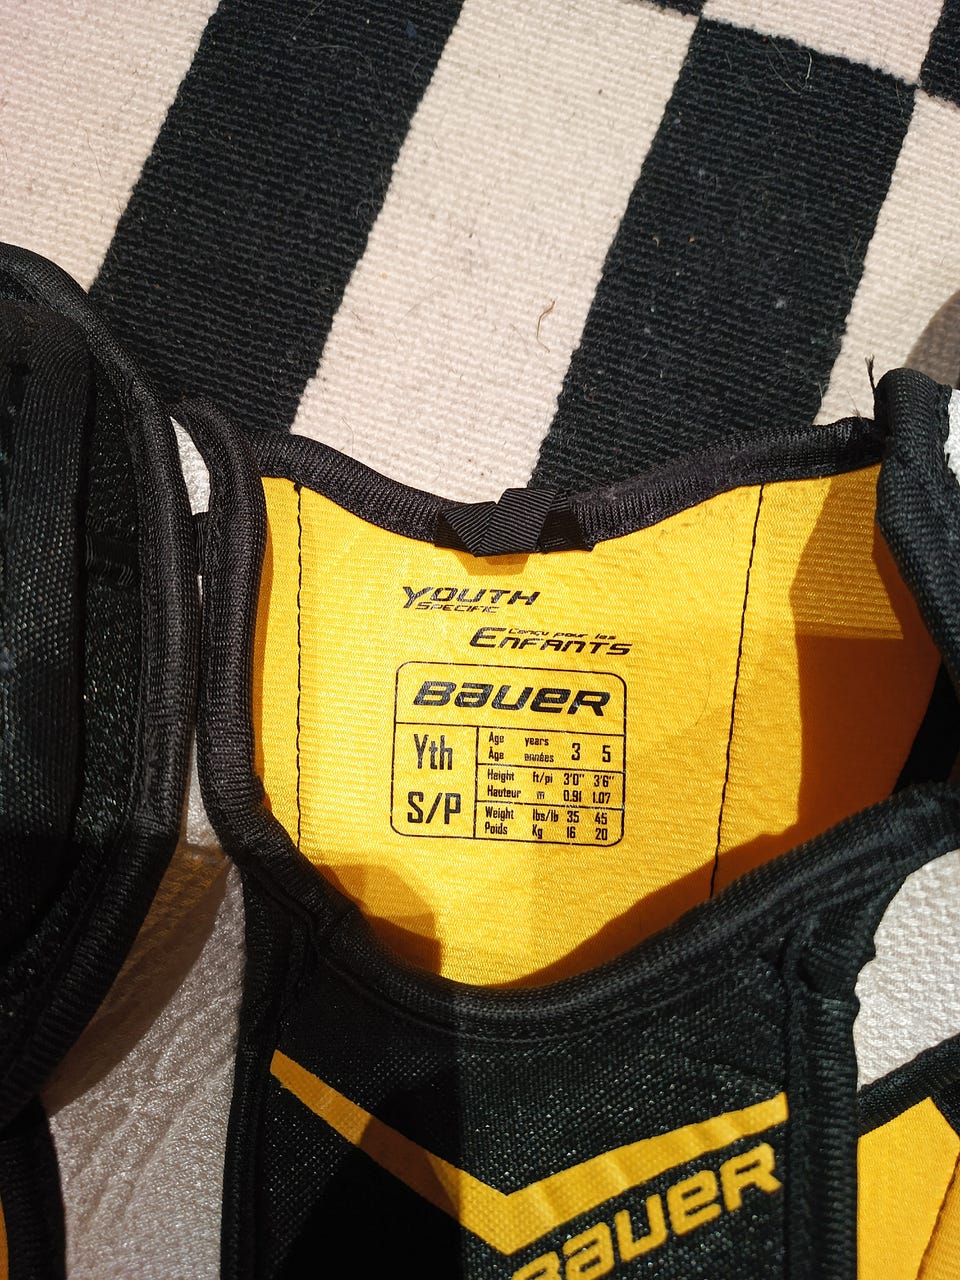 YOUTH
SPECIFIC
Conçu pour les
ENFANTS
BAUER
Yth
S/P
Age years 3 5
Âge années
Height ft/pi 3'0" 3'6"
Hauteur m 0.91 1.07
Weight lbs/lb 35 45
Poids Kg 16 20
BAUER